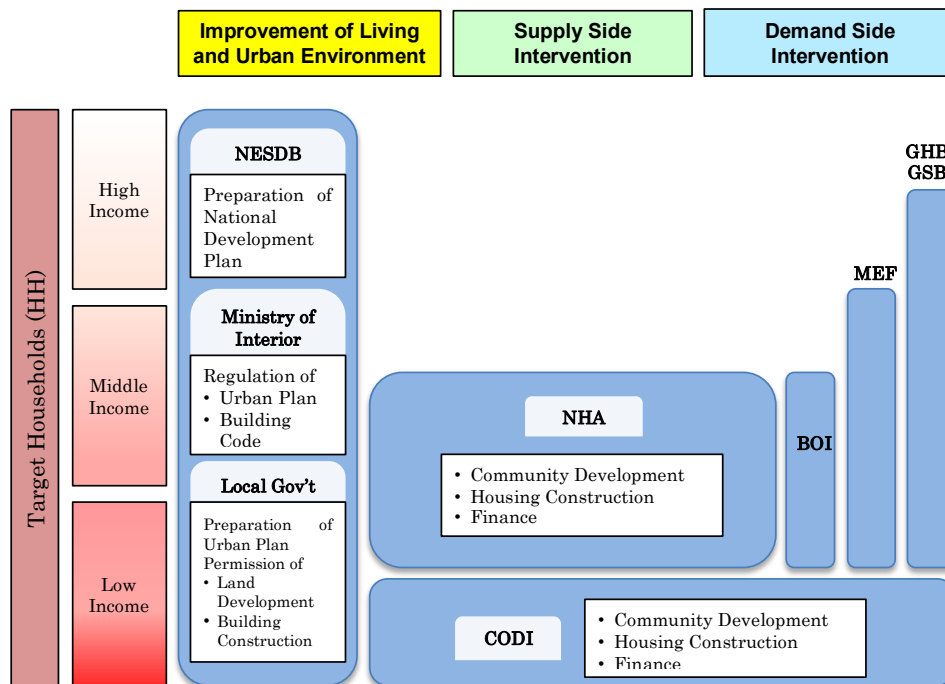 Improvement of Living
and Urban Environment
Supply Side
Intervention
Demand Side
Intervention
Target Households (HH)
High
Income
Middle
Income
Low
Income
NESDB
Preparation of
National
Development
Plan
Ministry of
Interior
Regulation of
• Urban Plan
• Building
Code
Local Gov't
Preparation of
Urban Plan
Permission of
• Land
Development
• Building
Construction
NHA
• Community Development
• Housing Construction
• Finance
BOI
MEF
GHB
GSB
CODI
• Community Development
• Housing Construction
• Finance